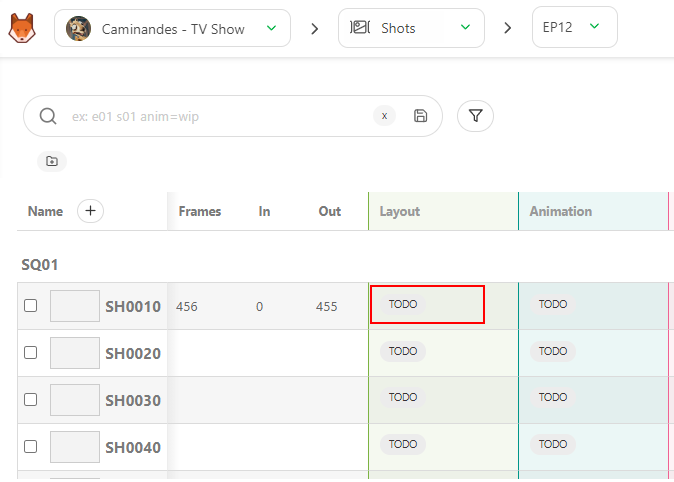 Caminandes - TV Show > Shots > EP12
ex: e01 s01 anim=wip x
Name + Frames In Out Layout Animation
SQ01
SH0010 456 0 455 TODO TODO
SH0020 TODO TODO
SH0030 TODO TODO
SH0040 TODO TODO